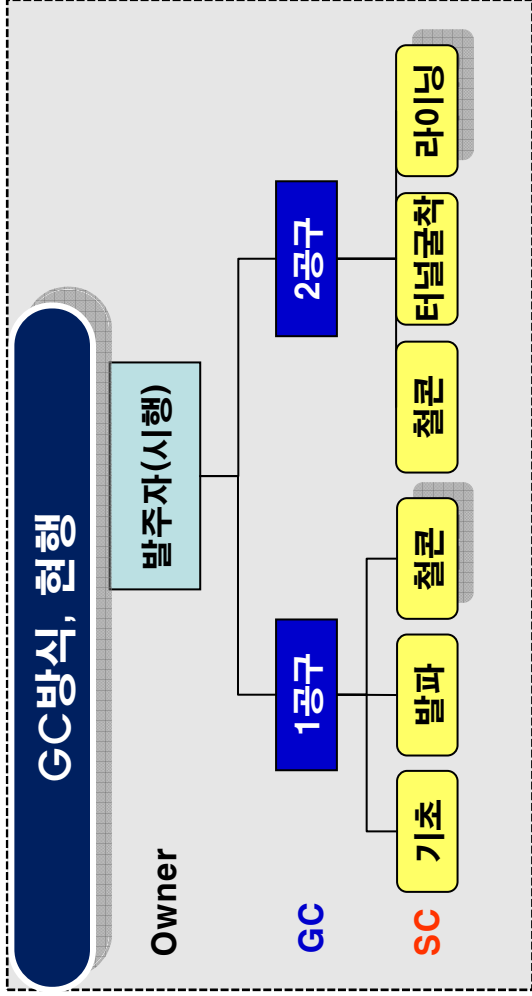 GC방식, 현행
Owner
발주자(시행)
GC
1공구
2공구
SC
기초
발파
철콘
철콘
터널굴착
라이닝